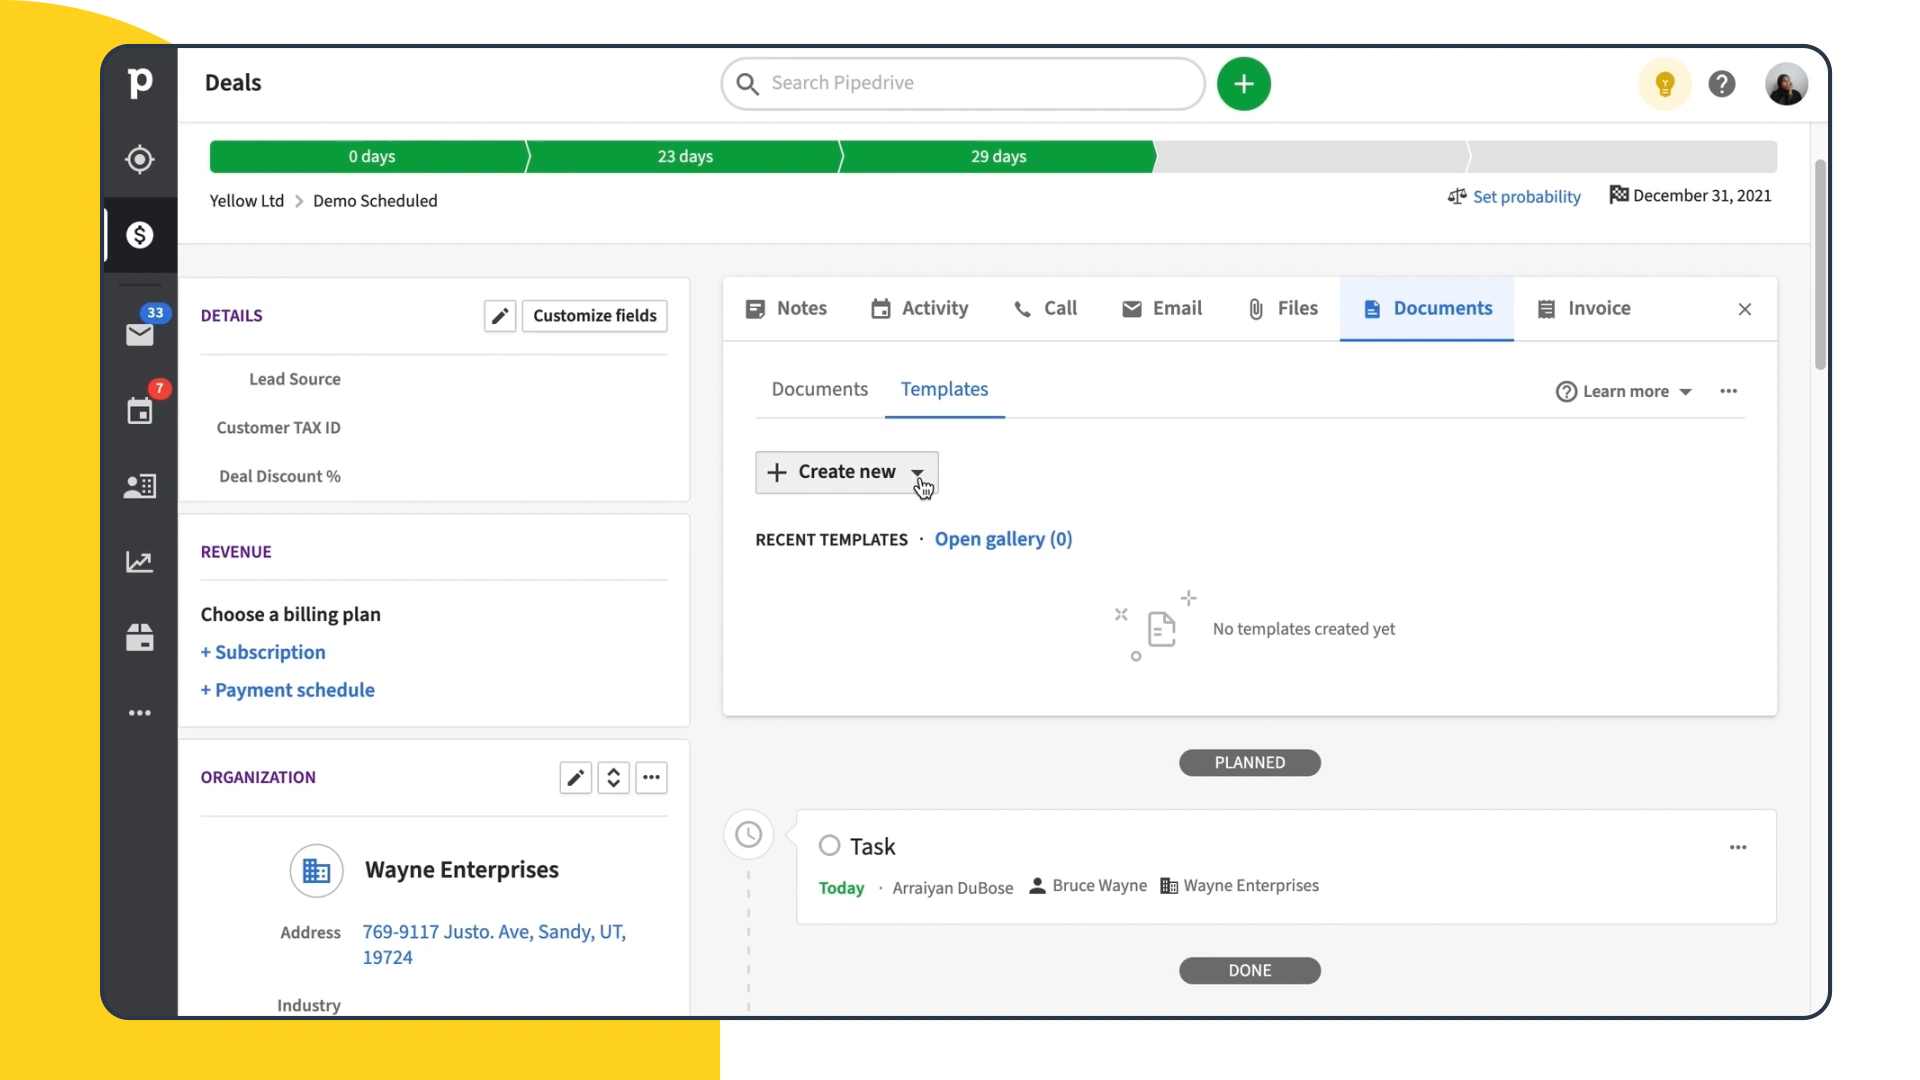 p
Deals
Search Pipedrive
0 days
23 days
29 days
Yellow Ltd
Demo Scheduled
Set probability
December 31, 2021
33
7
DETAILS
Customize fields
Lead Source
Customer TAX ID
Deal Discount %
REVENUE
Choose a billing plan
+ Subscription
+ Payment schedule
ORGANIZATION
Wayne Enterprises
Address
769-9117 Justo. Ave, Sandy, UT,
19724
Industry
Notes
Activity
Call
Email
Files
Documents
Invoice
Documents
Templates
Learn more
Create new
RECENT TEMPLATES · Open gallery (0)
No templates created yet
PLANNED
Task
Today · Arraiyan DuBose Bruce Wayne Wayne Enterprises
DONE